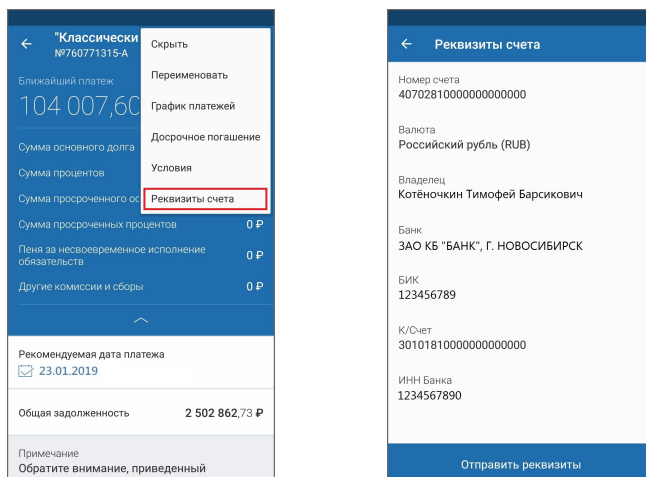 "Классически
№760771315-А
Скрыть
Переименовать
График платежей
Досрочное погашение
Условия
Реквизиты счета
Ближайший платеж
104 007,60
Сумма основного долга
Сумма процентов
Сумма просроченного ос
Сумма просроченных процентов 0 ₽
Пеня за несвоевременное исполнение
обязательств 0 ₽
Другие комиссии и сборы 0 ₽
Рекомендуемая дата платежа
23.01.2019
Общая задолженность 2 502 862,73 ₽
Примечание
Обратите внимание, приведенный
Реквизиты счета
Номер счета
40702810000000000000
Валюта
Российский рубль (RUB)
Владелец
Котёночкин Тимофей Барсикович
Банк
ЗАО КБ "БАНК", Г. НОВОСИБИРСК
БИК
123456789
К/Счет
30101810000000000000
ИНН Банка
1234567890
Отправить реквизиты